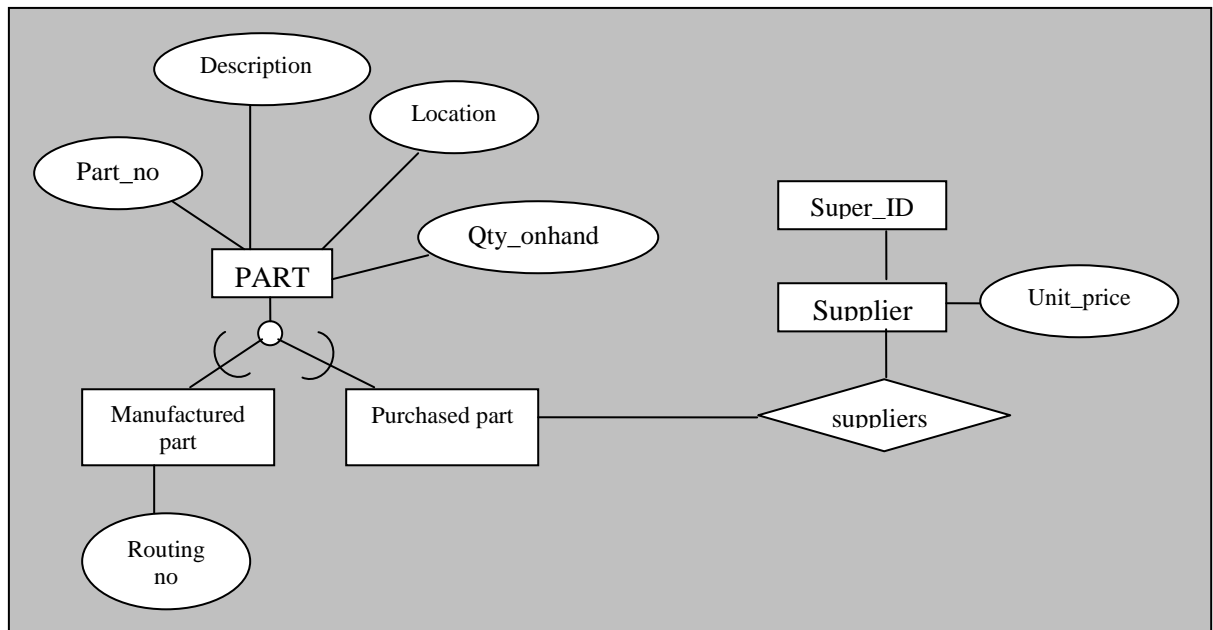 Description
Location
Part_no
Super_ID
Qty_onhand
PART
Unit_price
Supplier
Manufactured
part
Purchased part
suppliers
Routing
no